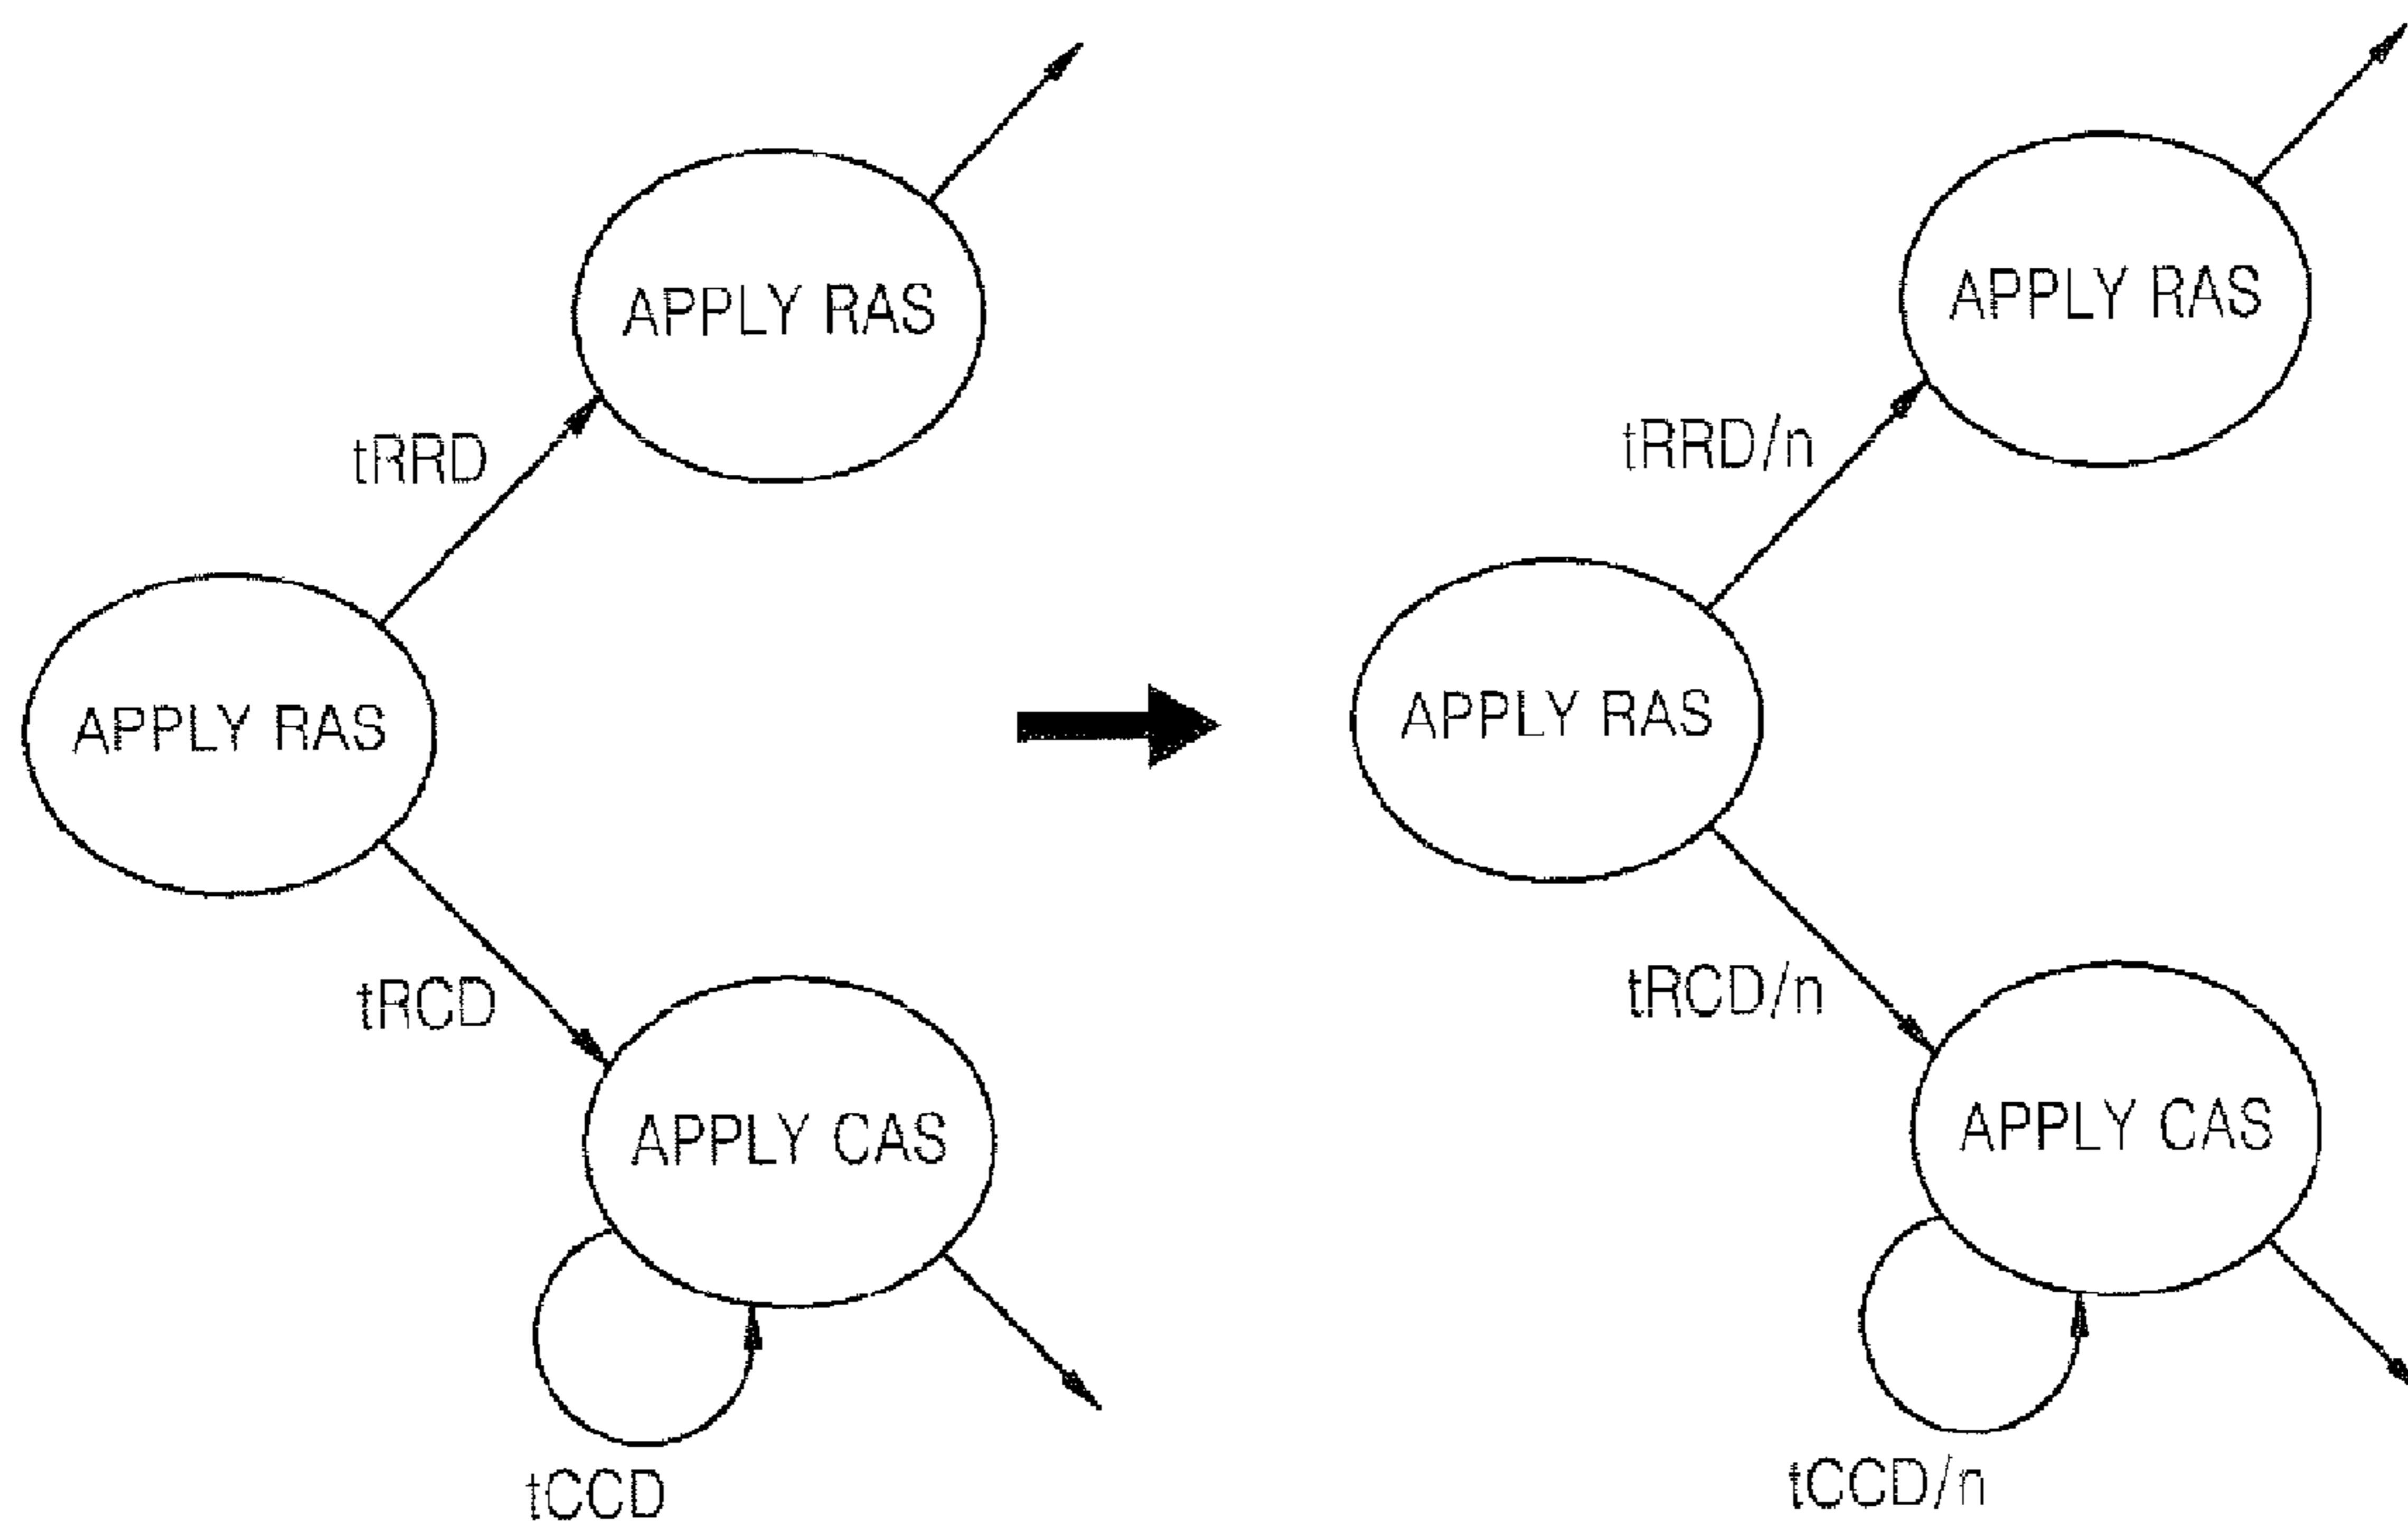 APPLY RAS
tRRD
APPLY RAS
tRCD
APPLY CAS
tCCD
APPLY RAS
tRRD/n
APPLY RAS
tRCD/n
APPLY CAS
tCCD/n